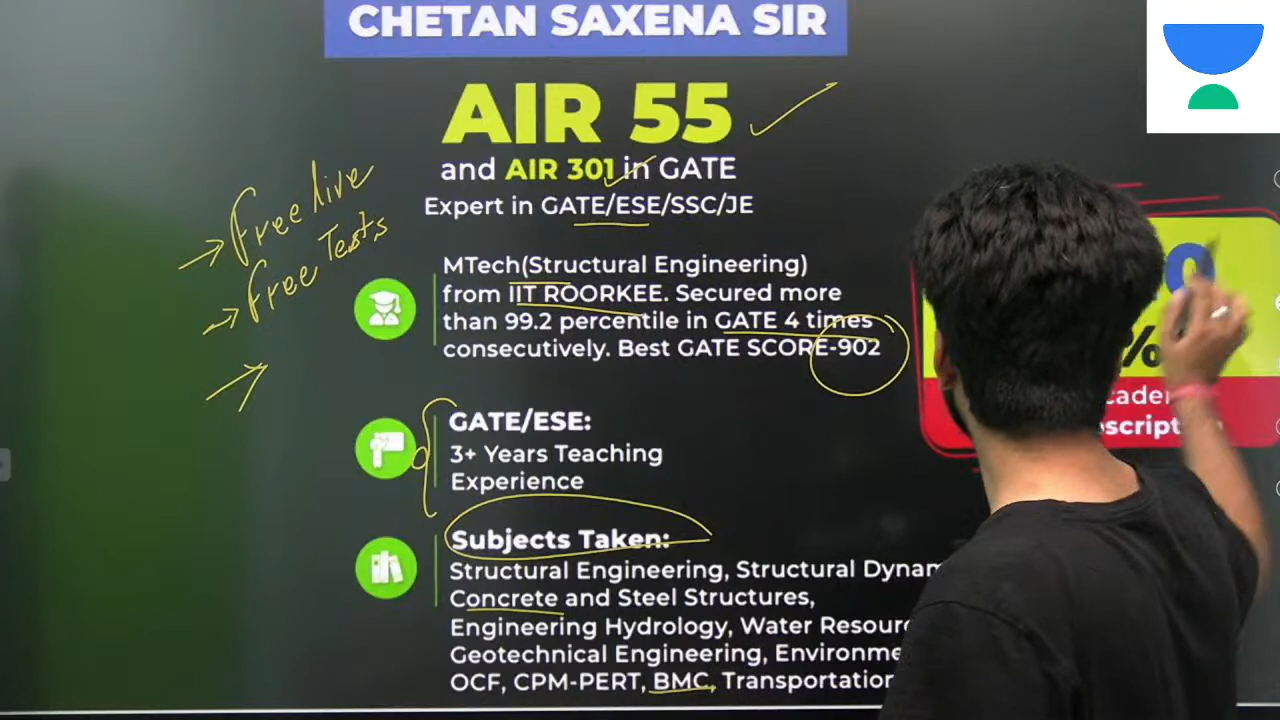 CHETAN SAXENA SIR
AIR 55
and AIR 301 in GATE
Expert in GATE/ESE/SSC/JE
Free live
Free Tests
MTech(Structural Engineering)
from IIT ROORKEE. Secured more
than 99.2 percentile in GATE 4 times
consecutively. Best GATE SCORE-902
GATE/ESE:
3+ Years Teaching
Experience
Subjects Taken:
Structural Engineering, Structural Dynam
Concrete and Steel Structures,
Engineering Hydrology, Water Resour
Geotechnical Engineering, Environme
OCF, CPM-PERT, BMC, Transportation
0
%